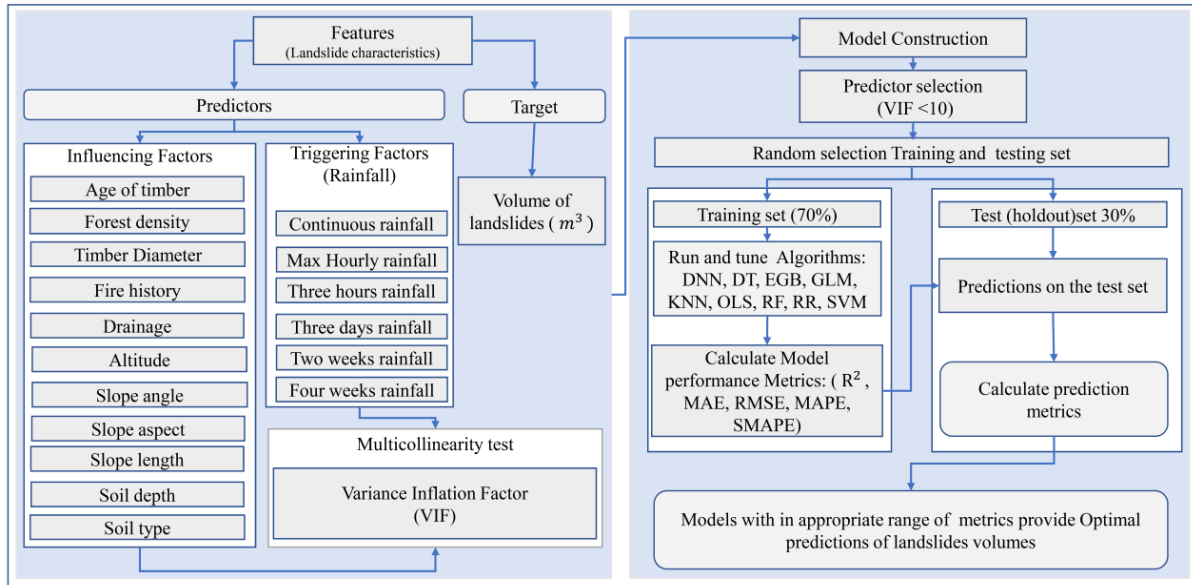 Features
(Landslide characteristics)
Predictors
Target
Influencing Factors
Age of timber
Forest density
Timber Diameter
Fire history
Drainage
Altitude
Slope angle
Slope aspect
Slope length
Soil depth
Soil type
Triggering Factors
(Rainfall)
Continuous rainfall
Max Hourly rainfall
Three hours rainfall
Three days rainfall
Two weeks rainfall
Four weeks rainfall
Volume of
landslides ( m³ )
Multicollinearity test
Variance Inflation Factor
(VIF)
Model Construction
Predictor selection
(VIF <10)
Random selection Training and testing set
Training set (70%)
Run and tune Algorithms:
DNN, DT, EGB, GLM,
KNN, OLS, RF, RR, SVM
Calculate Model
performance Metrics: ( R² ,
MAE, RMSE, MAPE,
SMAPE)
Test (holdout)set 30%
Predictions on the test set
Calculate prediction
metrics
Models with in appropriate range of metrics provide Optimal
predictions of landslides volumes